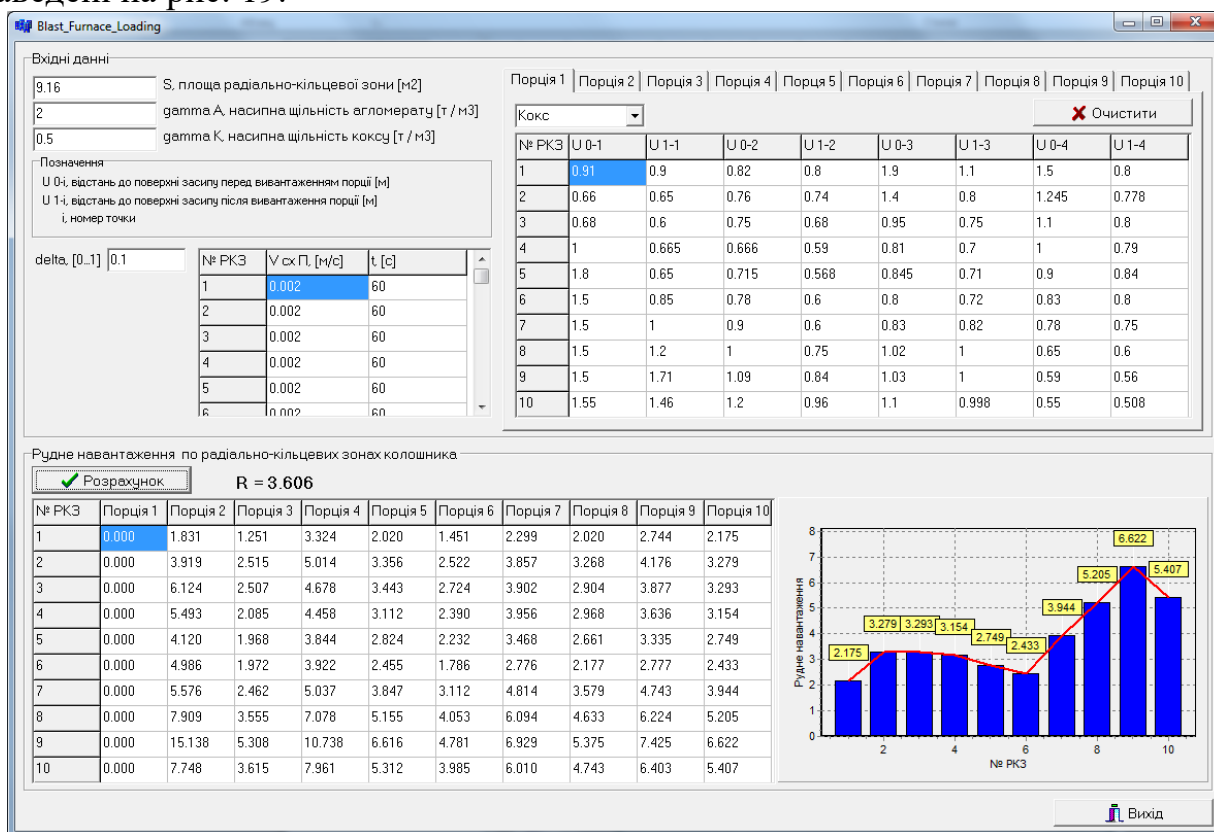 аведені на рис. 19.
Blast_Furnace_Loading
Вхідні данні
9.16 S, площа радіально-кільцевої зони [м2]
2 gamma A, насипна щільність агломерату [т / м3]
0.5 gamma K, насипна щільність коксу [т / м3]
Позначення
U 0-i, відстань до поверхні засипу перед вивантаженням порції [м]
U 1-i, відстань до поверхні засипу після вивантаження порції [м]
i, номер точки
delta, [0..1] 0.1
№ РКЗ V сх П, [м/с] t, [с]
1 0.002 60
2 0.002 60
3 0.002 60
4 0.002 60
5 0.002 60
6 0.002 60
Порція 1 Порція 2 Порція 3 Порція 4 Порця 5 Порція 6 Порція 7 Порція 8 Порція 9 Порція 10
Кокс Очистити
№ РКЗ U 0-1 U 1-1 U 0-2 U 1-2 U 0-3 U 1-3 U 0-4 U 1-4
1 0.91 0.9 0.82 0.8 1.9 1.1 1.5 0.8
2 0.66 0.65 0.76 0.74 1.4 0.8 1.245 0.778
3 0.68 0.6 0.75 0.68 0.95 0.75 1.1 0.8
4 1 0.665 0.666 0.59 0.81 0.7 1 0.79
5 1.8 0.65 0.715 0.568 0.845 0.71 0.9 0.84
6 1.5 0.85 0.78 0.6 0.8 0.72 0.83 0.8
7 1.5 1 0.9 0.6 0.83 0.82 0.78 0.75
8 1.5 1.2 1 0.75 1.02 1 0.65 0.6
9 1.5 1.71 1.09 0.84 1.03 1 0.59 0.56
10 1.55 1.46 1.2 0.96 1.1 0.998 0.55 0.508
Рудне навантаження по радіально-кільцевих зонах колошника
Розрахунок R = 3.606
№ РКЗ Порція 1 Порція 2 Порція 3 Порція 4 Порція 5 Порція 6 Порція 7 Порція 8 Порція 9 Порція 10
1 0.000 1.831 1.251 3.324 2.020 1.451 2.299 2.020 2.744 2.175
2 0.000 3.919 2.515 5.014 3.356 2.522 3.857 3.268 4.176 3.279
3 0.000 6.124 2.507 4.678 3.443 2.724 3.902 2.904 3.877 3.293
4 0.000 5.493 2.085 4.458 3.112 2.390 3.956 2.968 3.636 3.154
5 0.000 4.120 1.968 3.844 2.824 2.232 3.468 2.661 3.335 2.749
6 0.000 4.988 1.972 3.922 2.455 1.786 2.776 2.177 2.777 2.433
7 0.000 5.576 2.462 5.037 3.847 3.112 4.814 3.579 4.743 3.944
8 0.000 7.909 3.555 7.078 5.155 4.053 6.094 4.633 6.224 5.205
9 0.000 15.138 5.308 10.738 6.616 4.781 6.929 5.375 7.425 6.622
10 0.000 7.748 3.615 7.961 5.312 3.985 6.010 4.743 6.403 5.407
Рудне навантаження
8
7
6
5
4
3
2
1
0
2.175 3.279 3.293 3.154 2.749 2.433 3.944 5.205 6.622 5.407
2 4 6 8 10
№ РКЗ
Вихід